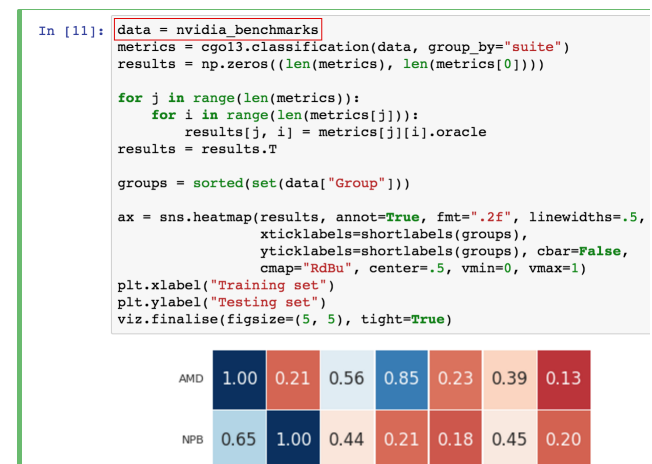 In [11]: data = nvidia_benchmarks
metrics = cgo13.classification(data, group_by="suite")
results = np.zeros((len(metrics), len(metrics[0])))
for j in range(len(metrics)):
for i in range(len(metrics[j])):
results[j, i] = metrics[j][i].oracle
results = results.T
groups = sorted(set(data["Group"]))
ax = sns.heatmap(results, annot=True, fmt=".2f", linewidths=.5,
xticklabels=shortlabels(groups),
yticklabels=shortlabels(groups), cbar=False,
cmap="RdBu", center=.5, vmin=0, vmax=1)
plt.xlabel("Training set")
plt.ylabel("Testing set")
viz.finalise(figsize=(5, 5), tight=True)
AMD 1.00 0.21 0.56 0.85 0.23 0.39 0.13
NPB 0.65 1.00 0.44 0.21 0.18 0.45 0.20